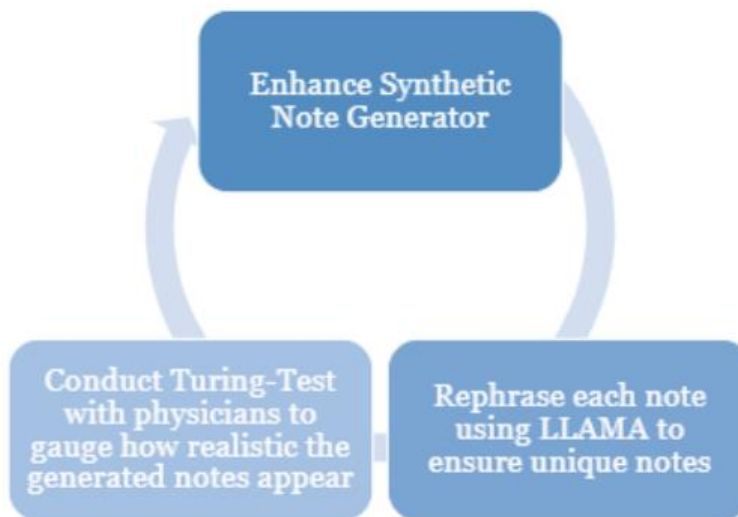 Enhance Synthetic
Note Generator
Rephrase each note
using LLAMA to
ensure unique notes
Conduct Turing-Test
with physicians to
gauge how realistic the
generated notes appear